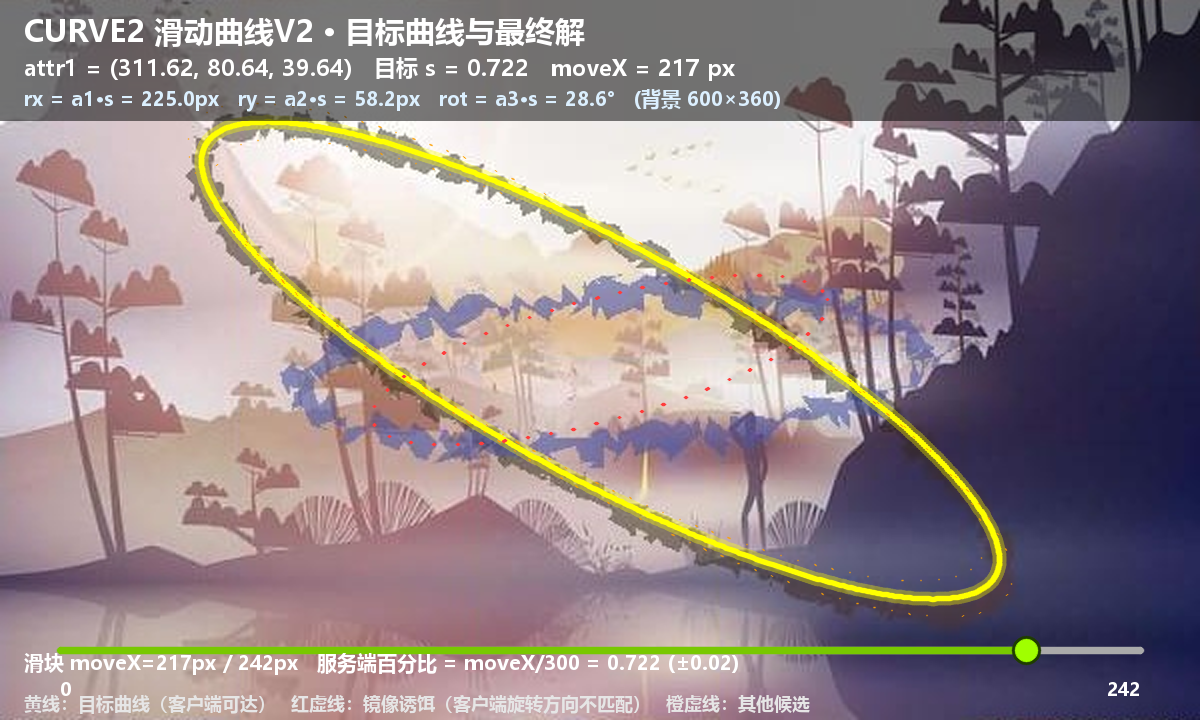 CURVE2 滑动曲线V2 • 目标曲线与最终解
attr1 = (311.62, 80.64, 39.64)   目标 s = 0.722   moveX = 217 px
rx = a1•s = 225.0px   ry = a2•s = 58.2px   rot = a3•s = 28.6°   (背景 600×360)
滑块 moveX=217px / 242px   服务端百分比 = moveX/300 = 0.722 (±0.02)
0
242
黄线：目标曲线（客户端可达）   红虚线：镜像诱饵（客户端旋转方向不匹配）   橙虚线：其他候选